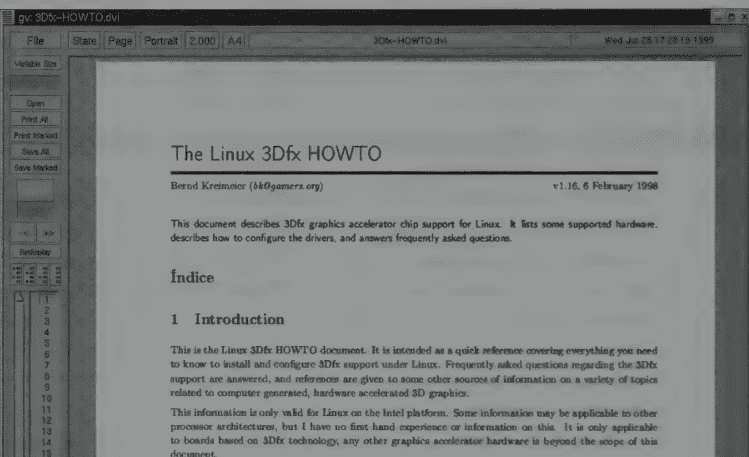 gv: 3Dfx-HOWTO.dvi
File State Page Portrait 2.000 A4 3Dfx-HOWTO.dvi Wed Jul 28 17:28:15 1999
Variable Size
Open
Print All
Print Marked
Save All
Save Marked
<< >>
Redisplay
The Linux 3Dfx HOWTO
Bernd Kreimeier (bk@gamers.org) v1.16, 6 February 1998
This document describes 3Dfx graphics accelerator chip support for Linux. It lists some supported hardware,
describes how to configure the drivers, and answers frequently asked questions.
Índice
1 Introduction
This is the Linux 3Dfx HOWTO document. It is intended as a quick reference covering everything you need
to know to install and configure 3Dfx support under Linux. Frequently asked questions regarding the 3Dfx
support are answered, and references are given to some other sources of information on a variety of topics
related to computer generated, hardware accelerated 3D graphics.
This information is only valid for Linux on the Intel platform. Some information may be applicable to other
processor architectures, but I have no first hand experience or information on this. It is only applicable
to boards based on 3Dfx technology, any other graphics accelerator hardware is beyond the scope of this
document.
1
2
3
4
5
6
7
8
9
10
11
12
13
14
15